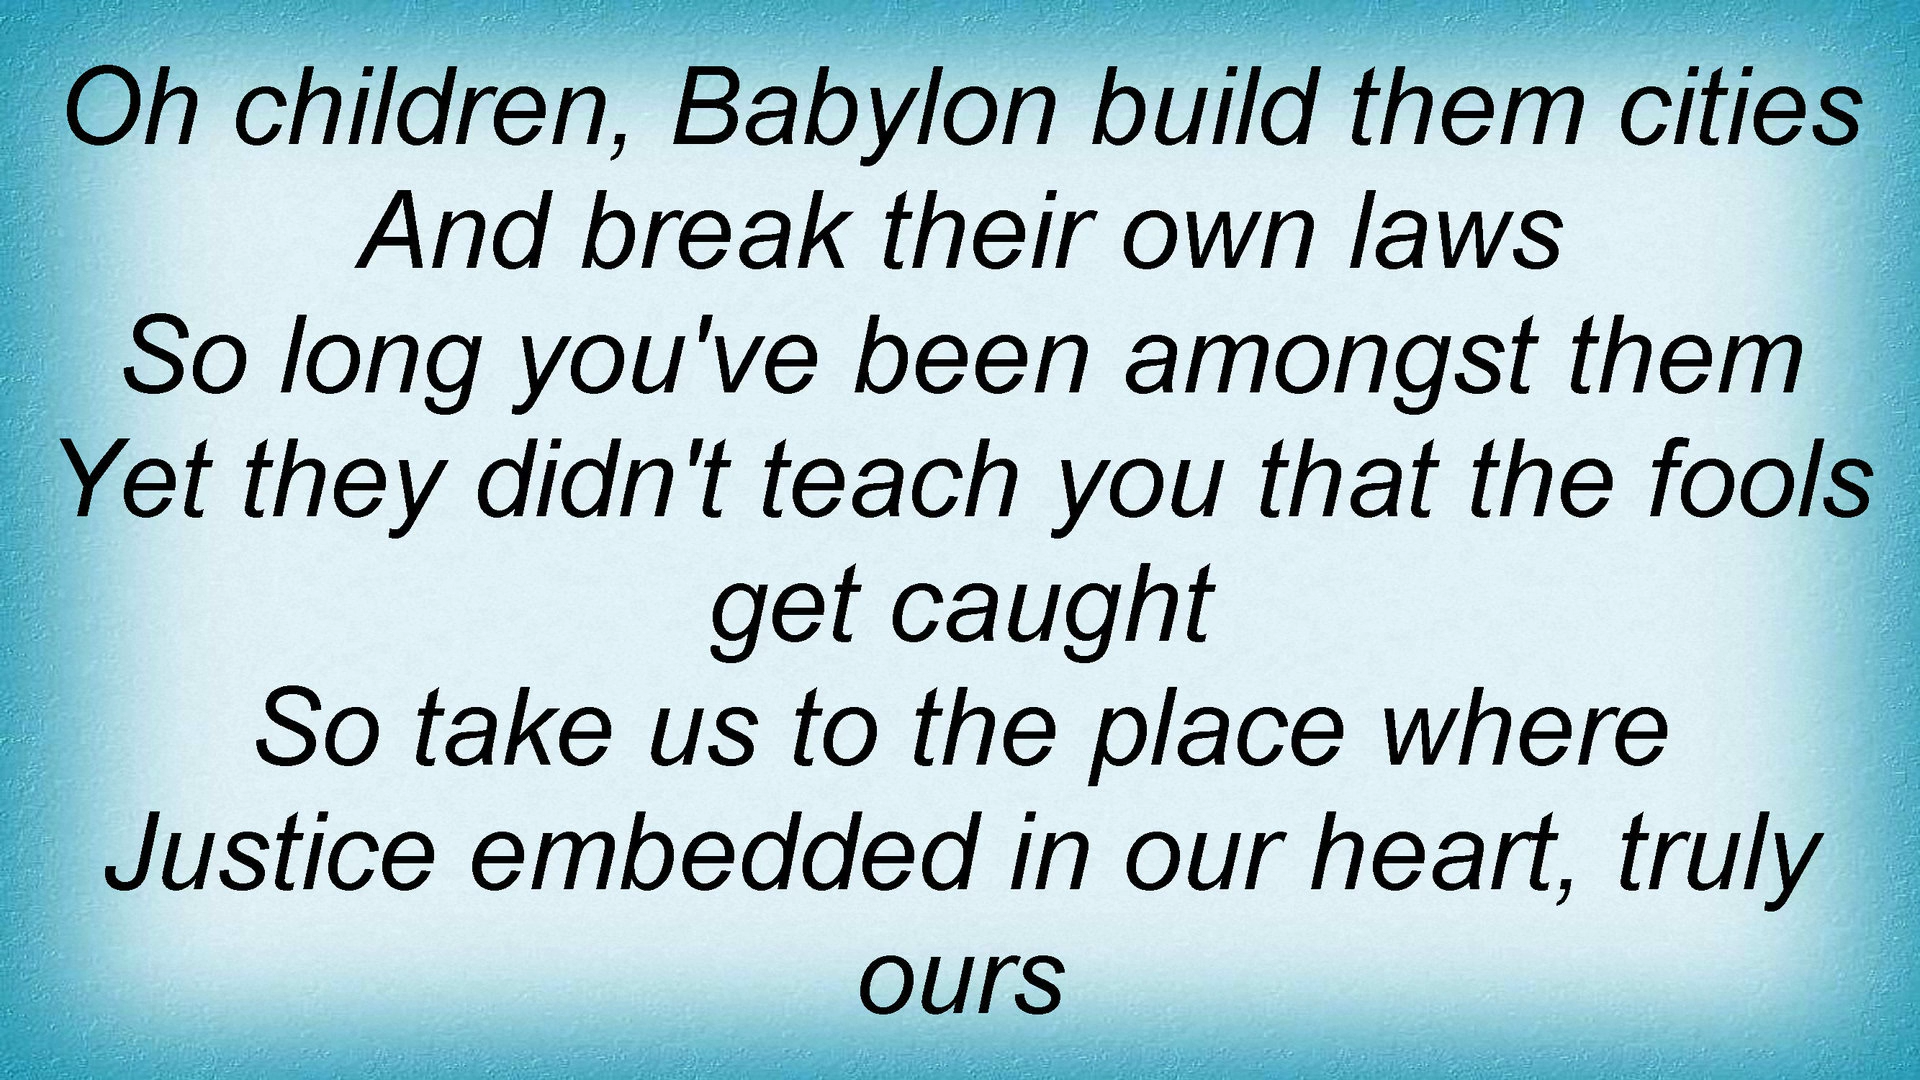 Oh children, Babylon build them cities
And break their own laws
So long you've been amongst them
Yet they didn't teach you that the fools
get caught
So take us to the place where
Justice embedded in our heart, truly
ours